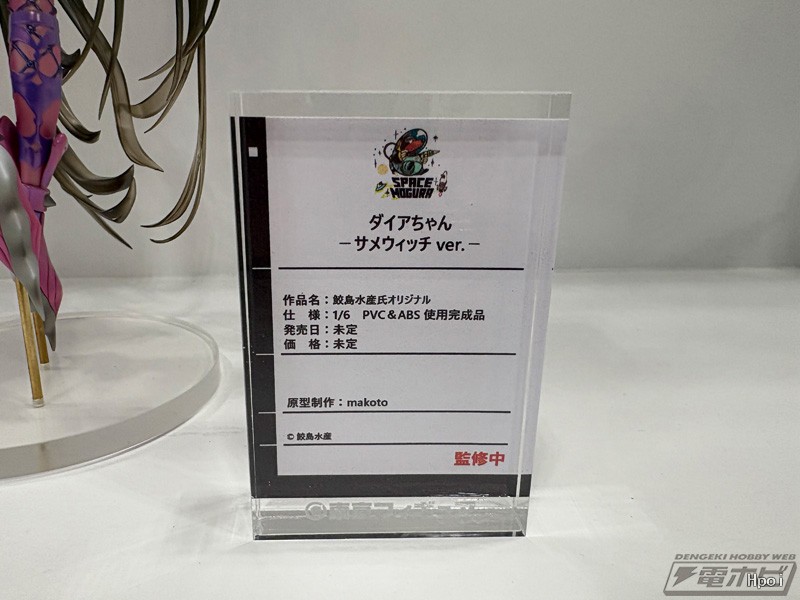 SPACE
MOGURA
ダイアちゃん
－サメウィッチ ver.－
作品名：鮫島水産氏オリジナル
仕　様：1/6　PVC＆ABS 使用完成品
発売日：未定
価　格：未定
原型制作：makoto
© 鮫島水産
監修中
DENGEKI HOBBY WEB
電ホビ
Hpoi